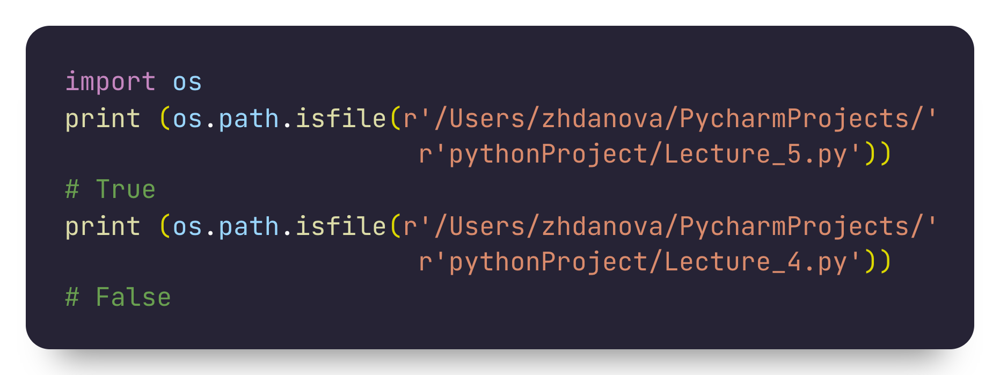 import os
print (os.path.isfile(r'/Users/zhdanova/PycharmProjects/'
                       r'pythonProject/Lecture_5.py'))
# True
print (os.path.isfile(r'/Users/zhdanova/PycharmProjects/'
                       r'pythonProject/Lecture_4.py'))
# False